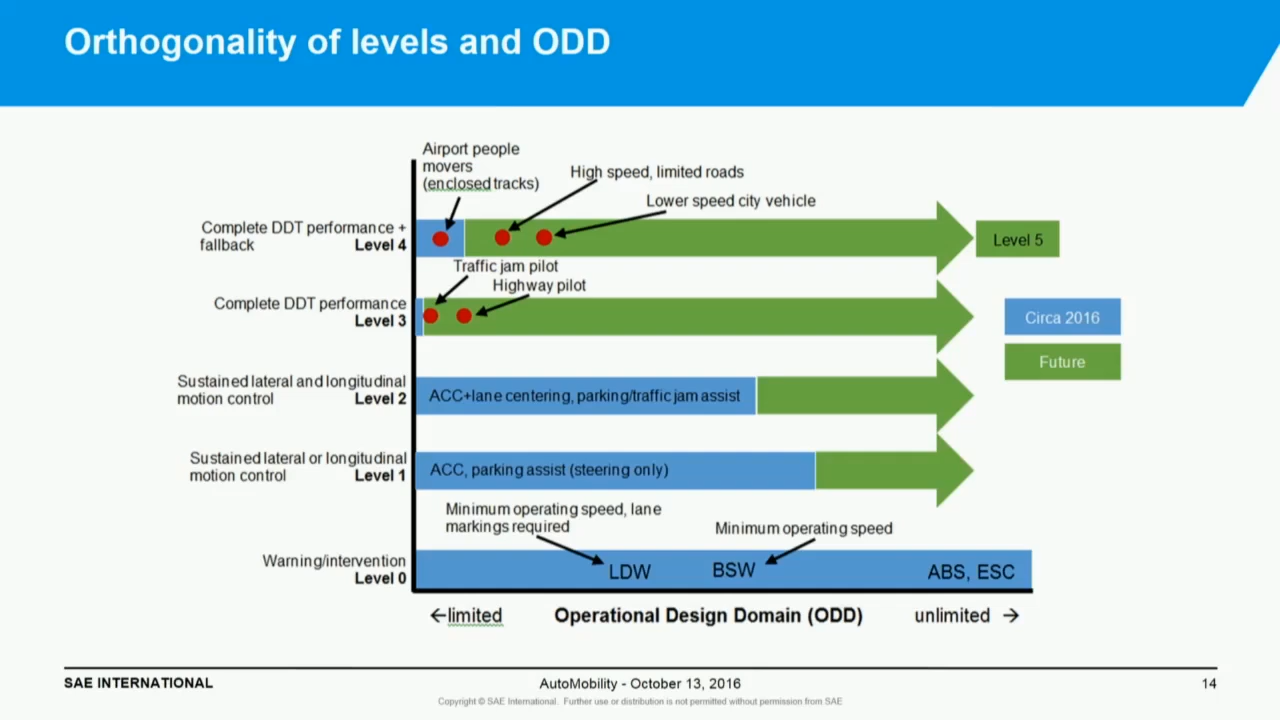 Orthogonality of levels and ODD
Airport people
movers
(enclosed tracks)
High speed, limited roads
Lower speed city vehicle
Complete DDT performance +
fallback Level 4
Level 5
Traffic jam pilot
Highway pilot
Complete DDT performance
Level 3
Circa 2016
Future
Sustained lateral and longitudinal
motion control Level 2
ACC+lane centering, parking/traffic jam assist
Sustained lateral or longitudinal
motion control Level 1
ACC, parking assist (steering only)
Minimum operating speed, lane
markings required
Minimum operating speed
Warning/intervention
Level 0
LDW BSW ABS, ESC
←limited Operational Design Domain (ODD) unlimited →
SAE INTERNATIONAL AutoMobility - October 13, 2016 14
Copyright © SAE International. Further use or distribution is not permitted without permission from SAE